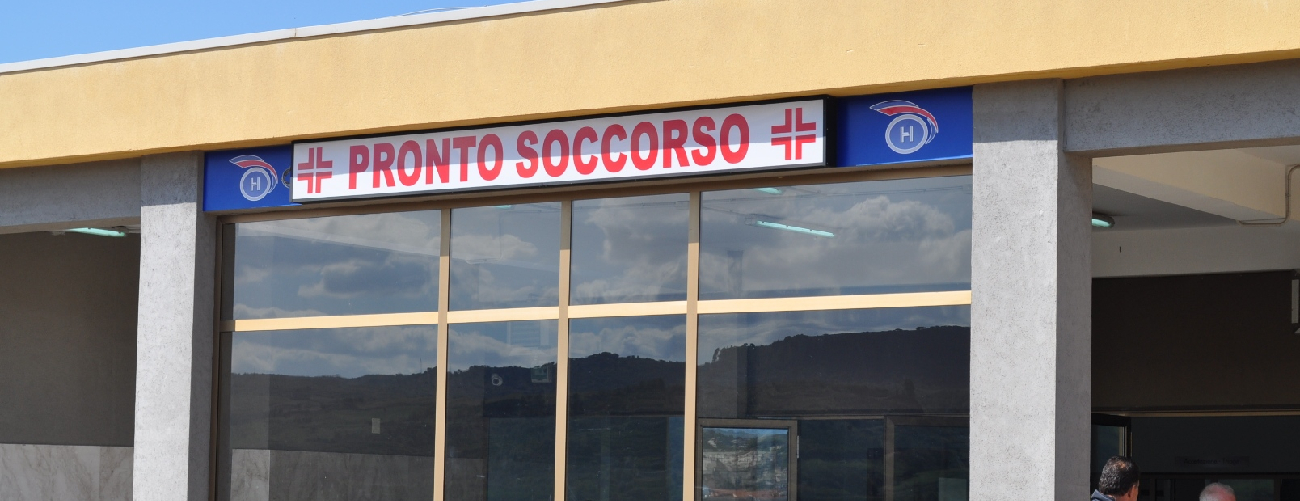 H PRONTO SOCCORSO H